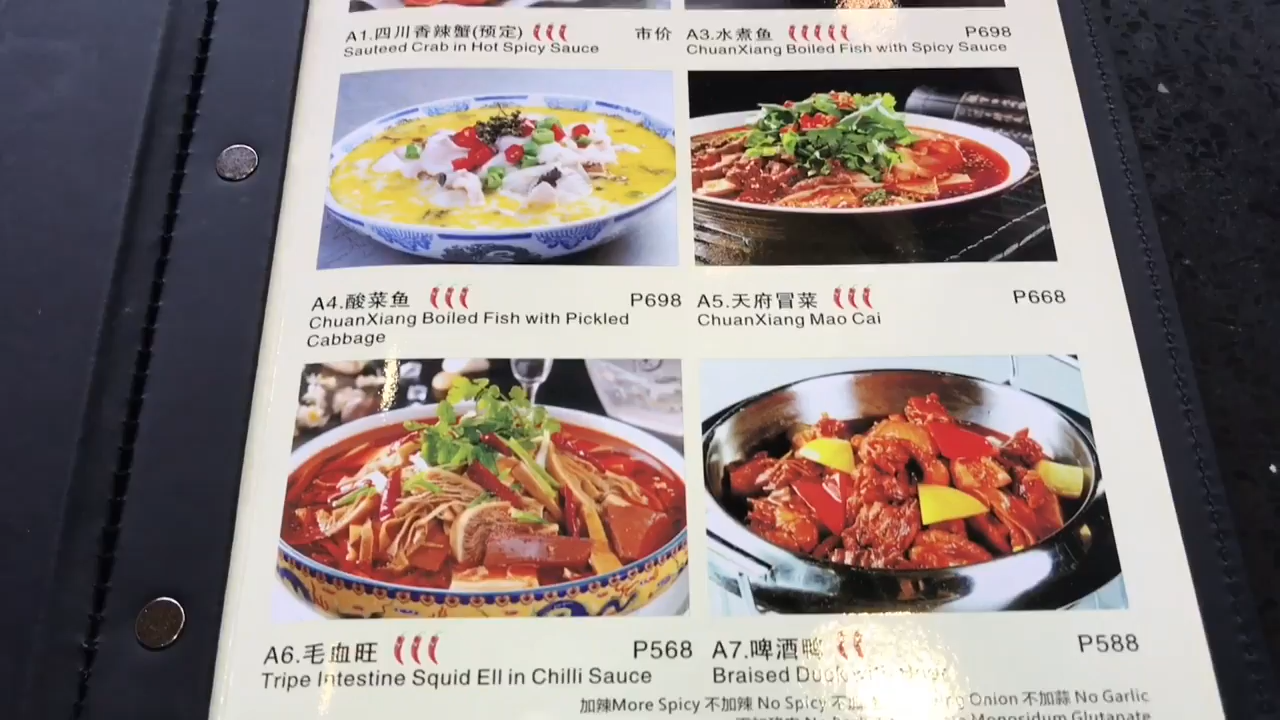 A1.四川香辣蟹(预定) 市价
Sauteed Crab in Hot Spicy Sauce
A3.水煮鱼 P698
ChuanXiang Boiled Fish with Spicy Sauce
A4.酸菜鱼 P698
ChuanXiang Boiled Fish with Pickled
Cabbage
A5.天府冒菜 P668
ChuanXiang Mao Cai
A6.毛血旺 P568
Tripe Intestine Squid Ell in Chilli Sauce
A7.啤酒鸭 P588
Braised Duck
加辣More Spicy 不加辣 No Spicy 不 Onion 不加蒜 No Garlic
Monosidum Glutanate